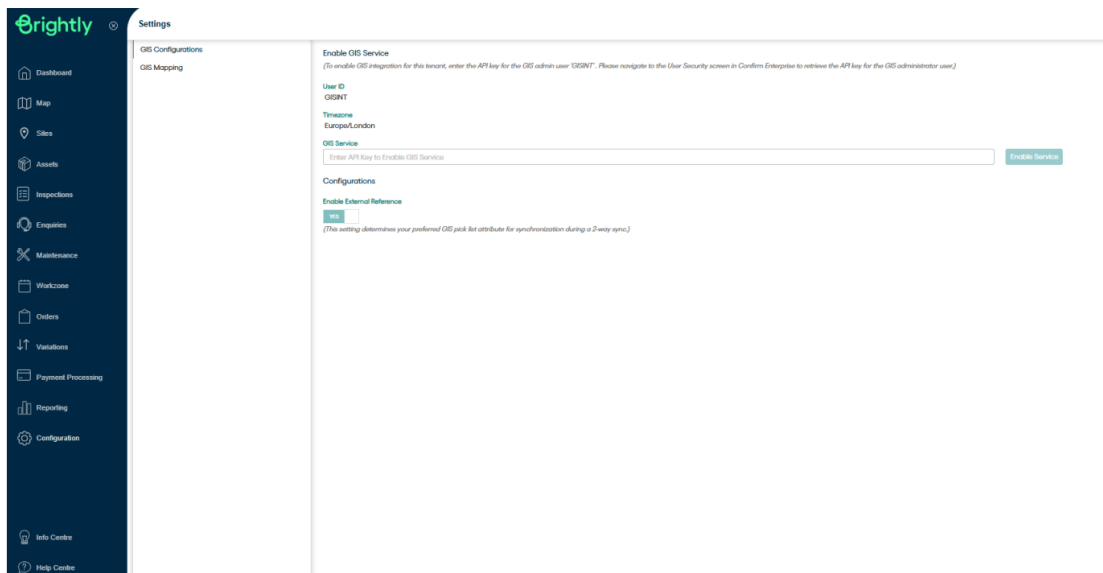 Brightly
Settings
Dashboard
Map
Sites
Assets
Inspections
Enquiries
Maintenance
Workzone
Orders
Variations
Payment Processing
Reporting
Configuration
Info Centre
Help Centre
GIS Configurations
GIS Mapping
Enable GIS Service
(To enable GIS integration for this tenant, enter the API key for the GIS admin user 'GISINT'. Please navigate to the User Security screen in Confirm Enterprise to retrieve the API key for the GIS administrator user.)
User ID
GISINT
Timezone
Europe/London
GIS Service
Enter API Key to Enable GIS Service
Enable Service
Configurations
Enable External Reference
YES
(This setting determines your preferred GIS pick list attribute for synchronization during a 2-way sync.)